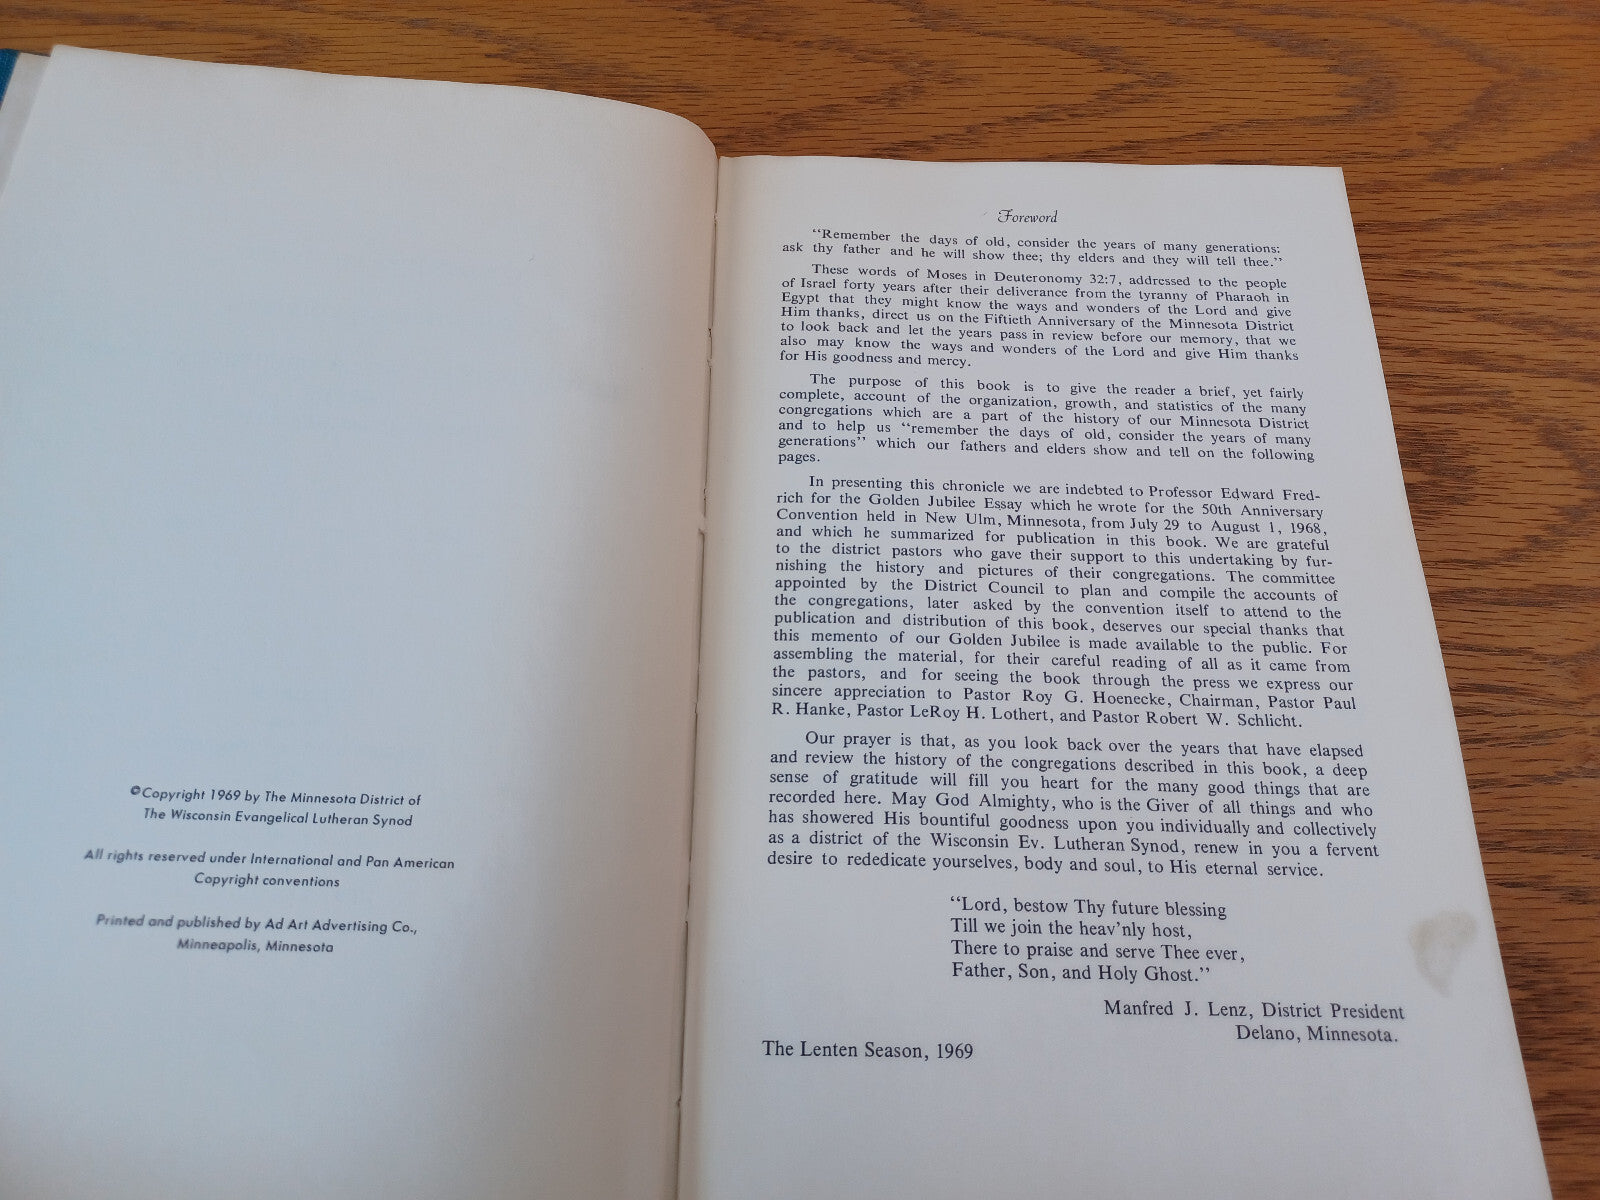 ©Copyright 1969 by The Minnesota District of
The Wisconsin Evangelical Lutheran Synod
All rights reserved under International and Pan American
Copyright conventions
Printed and published by Ad Art Advertising Co.,
Minneapolis, Minnesota
Foreword
“Remember the days of old, consider the years of many generations:
ask thy father and he will show thee; thy elders and they will tell thee.”
These words of Moses in Deuteronomy 32:7, addressed to the people
of Israel forty years after their deliverance from the tyranny of Pharaoh in
Egypt that they might know the ways and wonders of the Lord and give
Him thanks, direct us on the Fiftieth Anniversary of the Minnesota District
to look back and let the years pass in review before our memory, that we
also may know the ways and wonders of the Lord and give Him thanks
for His goodness and mercy.
The purpose of this book is to give the reader a brief, yet fairly
complete, account of the organization, growth, and statistics of the many
congregations which are a part of the history of our Minnesota District
and to help us “remember the days of old, consider the years of many
generations” which our fathers and elders show and tell on the following
pages.
In presenting this chronicle we are indebted to Professor Edward Fred-
rich for the Golden Jubilee Essay which he wrote for the 50th Anniversary
Convention held in New Ulm, Minnesota, from July 29 to August 1, 1968,
and which he summarized for publication in this book. We are grateful
to the district pastors who gave their support to this undertaking by fur-
nishing the history and pictures of their congregations. The committee
appointed by the District Council to plan and compile the accounts of
the congregations, later asked by the convention itself to attend to the
publication and distribution of this book, deserves our special thanks that
this memento of our Golden Jubilee is made available to the public. For
assembling the material, for their careful reading of all as it came from
the pastors, and for seeing the book through the press we express our
sincere appreciation to Pastor Roy G. Hoenecke, Chairman, Pastor Paul
R. Hanke, Pastor LeRoy H. Lothert, and Pastor Robert W. Schlicht.
Our prayer is that, as you look back over the years that have elapsed
and review the history of the congregations described in this book, a deep
sense of gratitude will fill you heart for the many good things that are
recorded here. May God Almighty, who is the Giver of all things and who
has showered His bountiful goodness upon you individually and collectively
as a district of the Wisconsin Ev. Lutheran Synod, renew in you a fervent
desire to rededicate yourselves, body and soul, to His eternal service.
“Lord, bestow Thy future blessing
Till we join the heav’nly host,
There to praise and serve Thee ever,
Father, Son, and Holy Ghost.”
Manfred J. Lenz, District President
Delano, Minnesota.
The Lenten Season, 1969